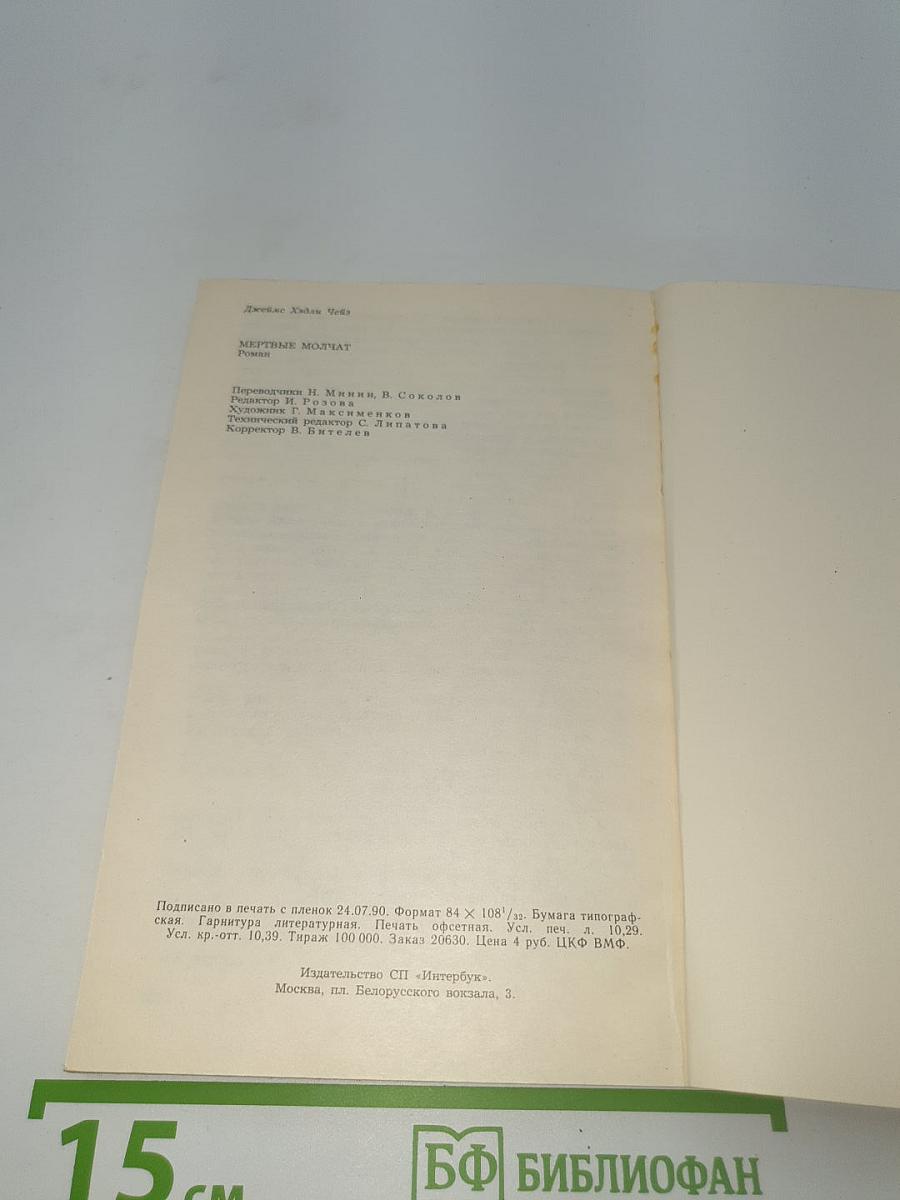 Джеймс Хэдли Чейз
МЕРТВЫЕ МОЛЧАТ
Роман
Переводчики Н. Минин, В. Соколов
Редактор И. Розова
Художник Г. Максименков
Технический редактор С. Липатова
Корректор В. Бителев
Подписано в печать с пленок 24.07.90. Формат 84 × 108¹/₃₂. Бумага типограф-
ская. Гарнитура литературная. Печать офсетная. Усл. печ. л. 10,29.
Усл. кр.-отт. 10,39. Тираж 100 000. Заказ 20630. Цена 4 руб. ЦКФ ВМФ.
Издательство СП «Интербук».
Москва, пл. Белорусского вокзала, 3.
15 см
БФ БИБЛИОФАН